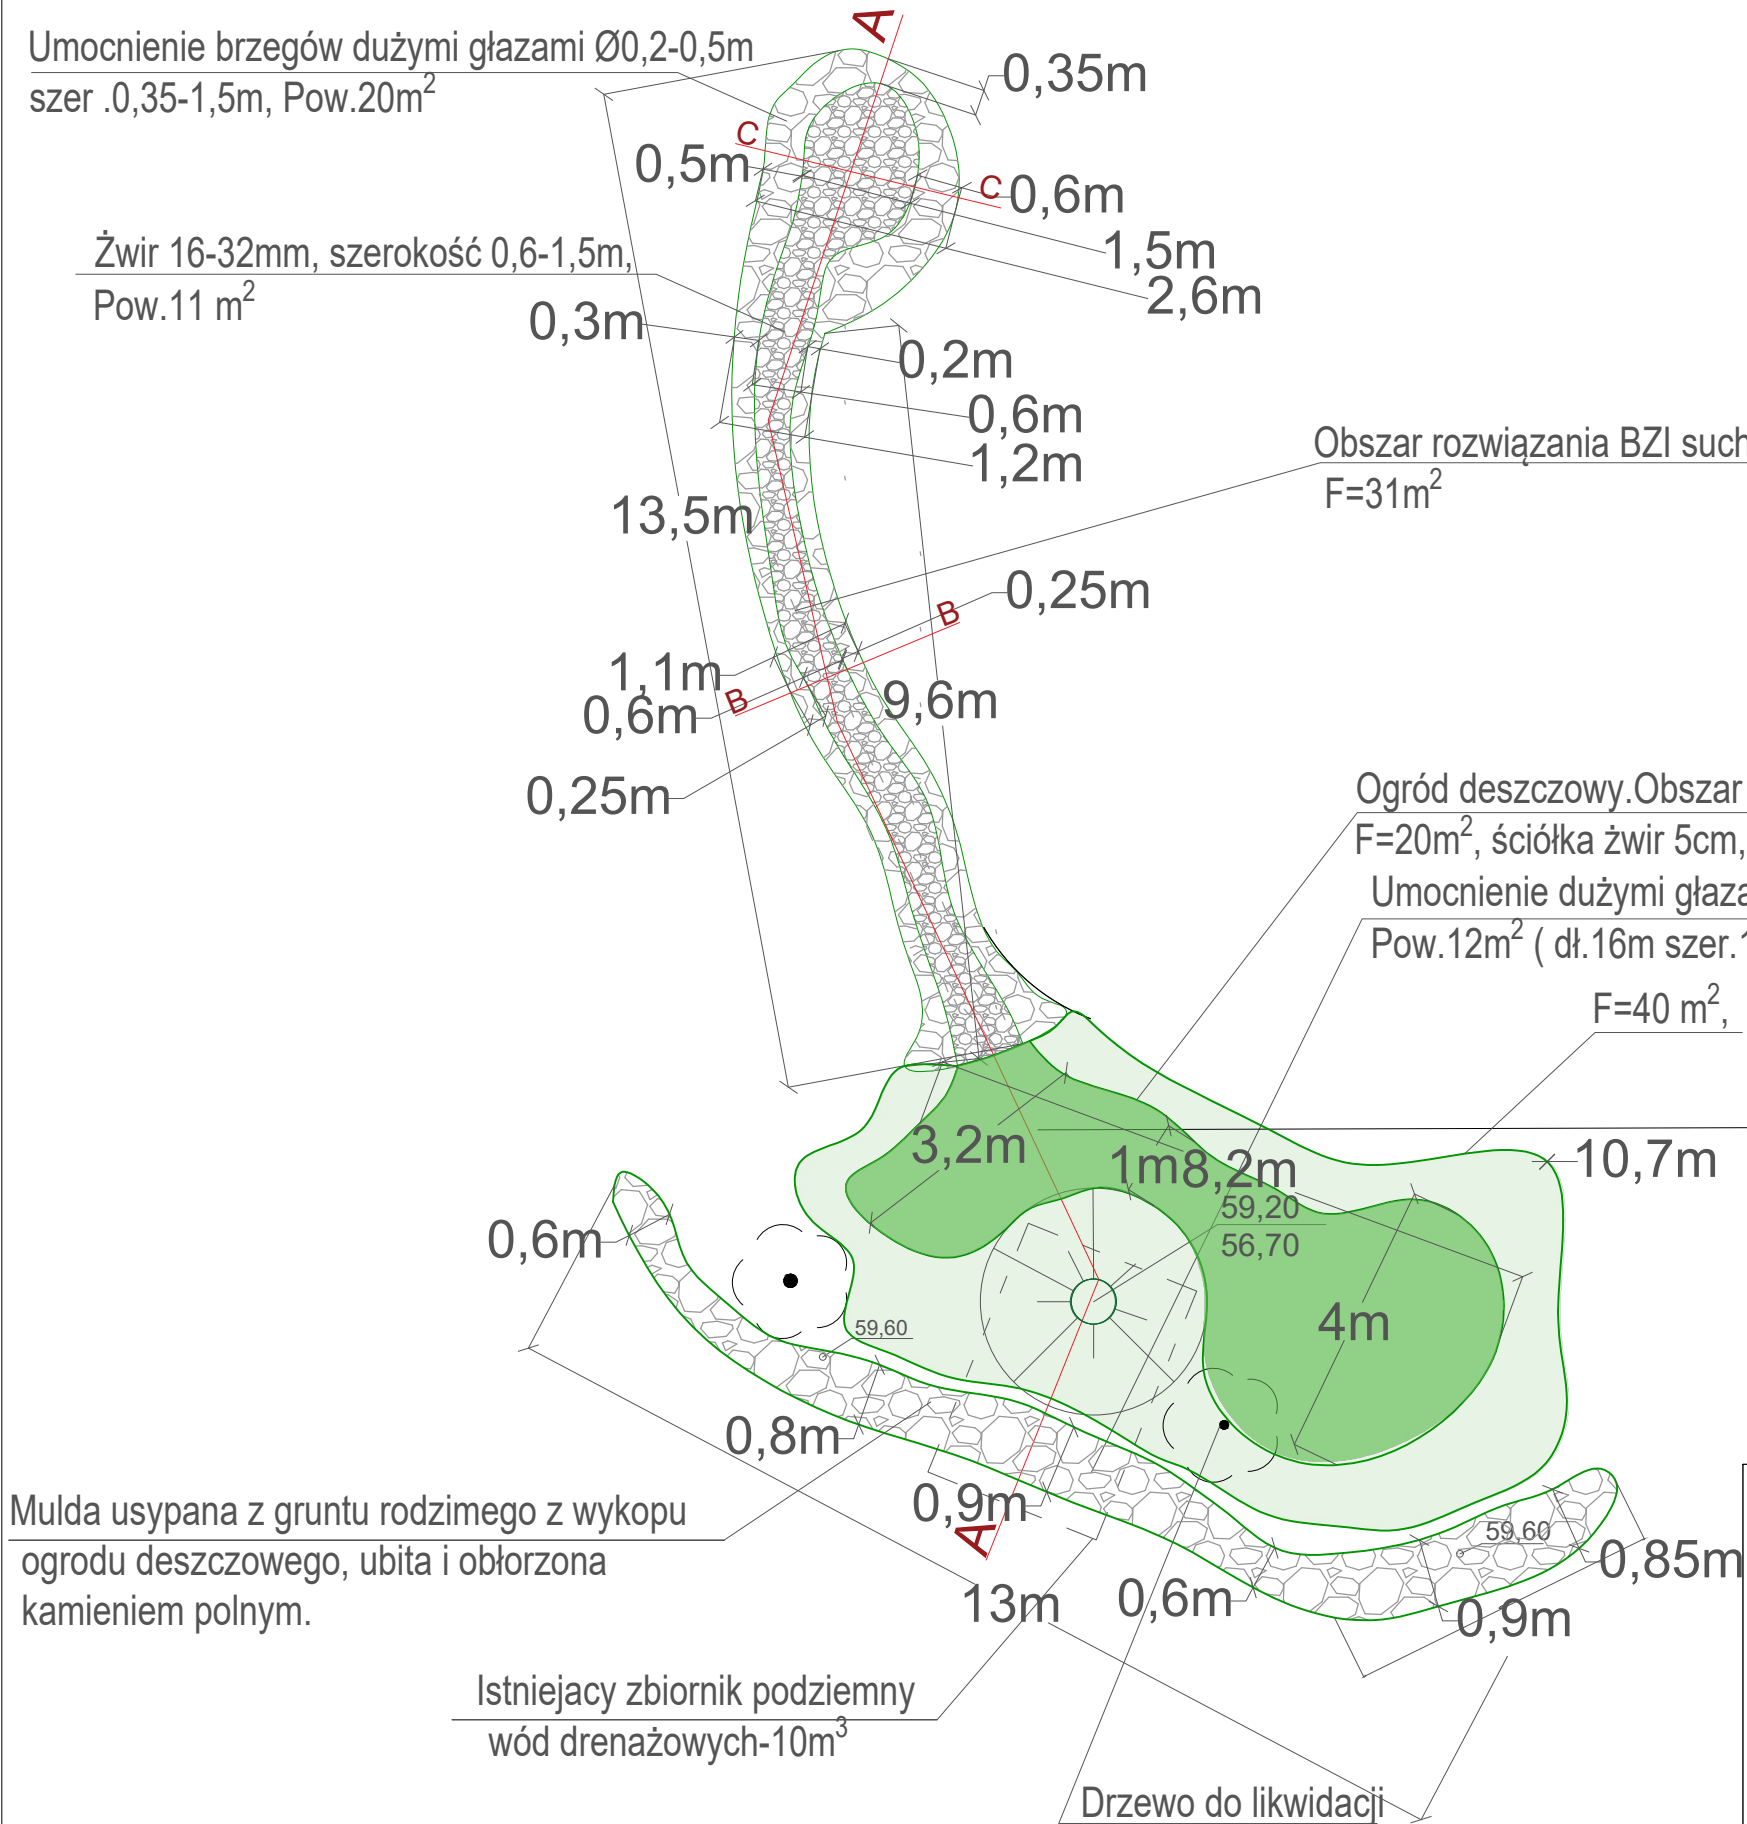 A
Umocnienie brzegów dużymi głazami Ø0,2-0,5m
szer .0,35-1,5m, Pow.20m²
0,35m
C
0,5m
C
0,6m
1,5m
2,6m
Żwir 16-32mm, szerokość 0,6-1,5m,
Pow.11 m²
0,3m
0,2m
0,6m
1,2m
Obszar rozwiązania BZI such
F=31m²
13,5m
0,25m
B
1,1m
0,6m
B
9,6m
0,25m
Ogród deszczowy.Obszar
F=20m², ściółka żwir 5cm,
Umocnienie dużymi głaza
Pow.12m² ( dł.16m szer.1
F=40 m²,
3,2m
1m
8,2m
10,7m
59,20
56,70
0,6m
4m
59,60
0,8m
0,9m
A
Mulda usypana z gruntu rodzimego z wykopu
ogrodu deszczowego, ubita i obłorzona
kamieniem polnym.
59,60
0,85m
13m
0,6m
0,9m
Istniejacy zbiornik podziemny
wód drenażowych-10m³
Drzewo do likwidacji